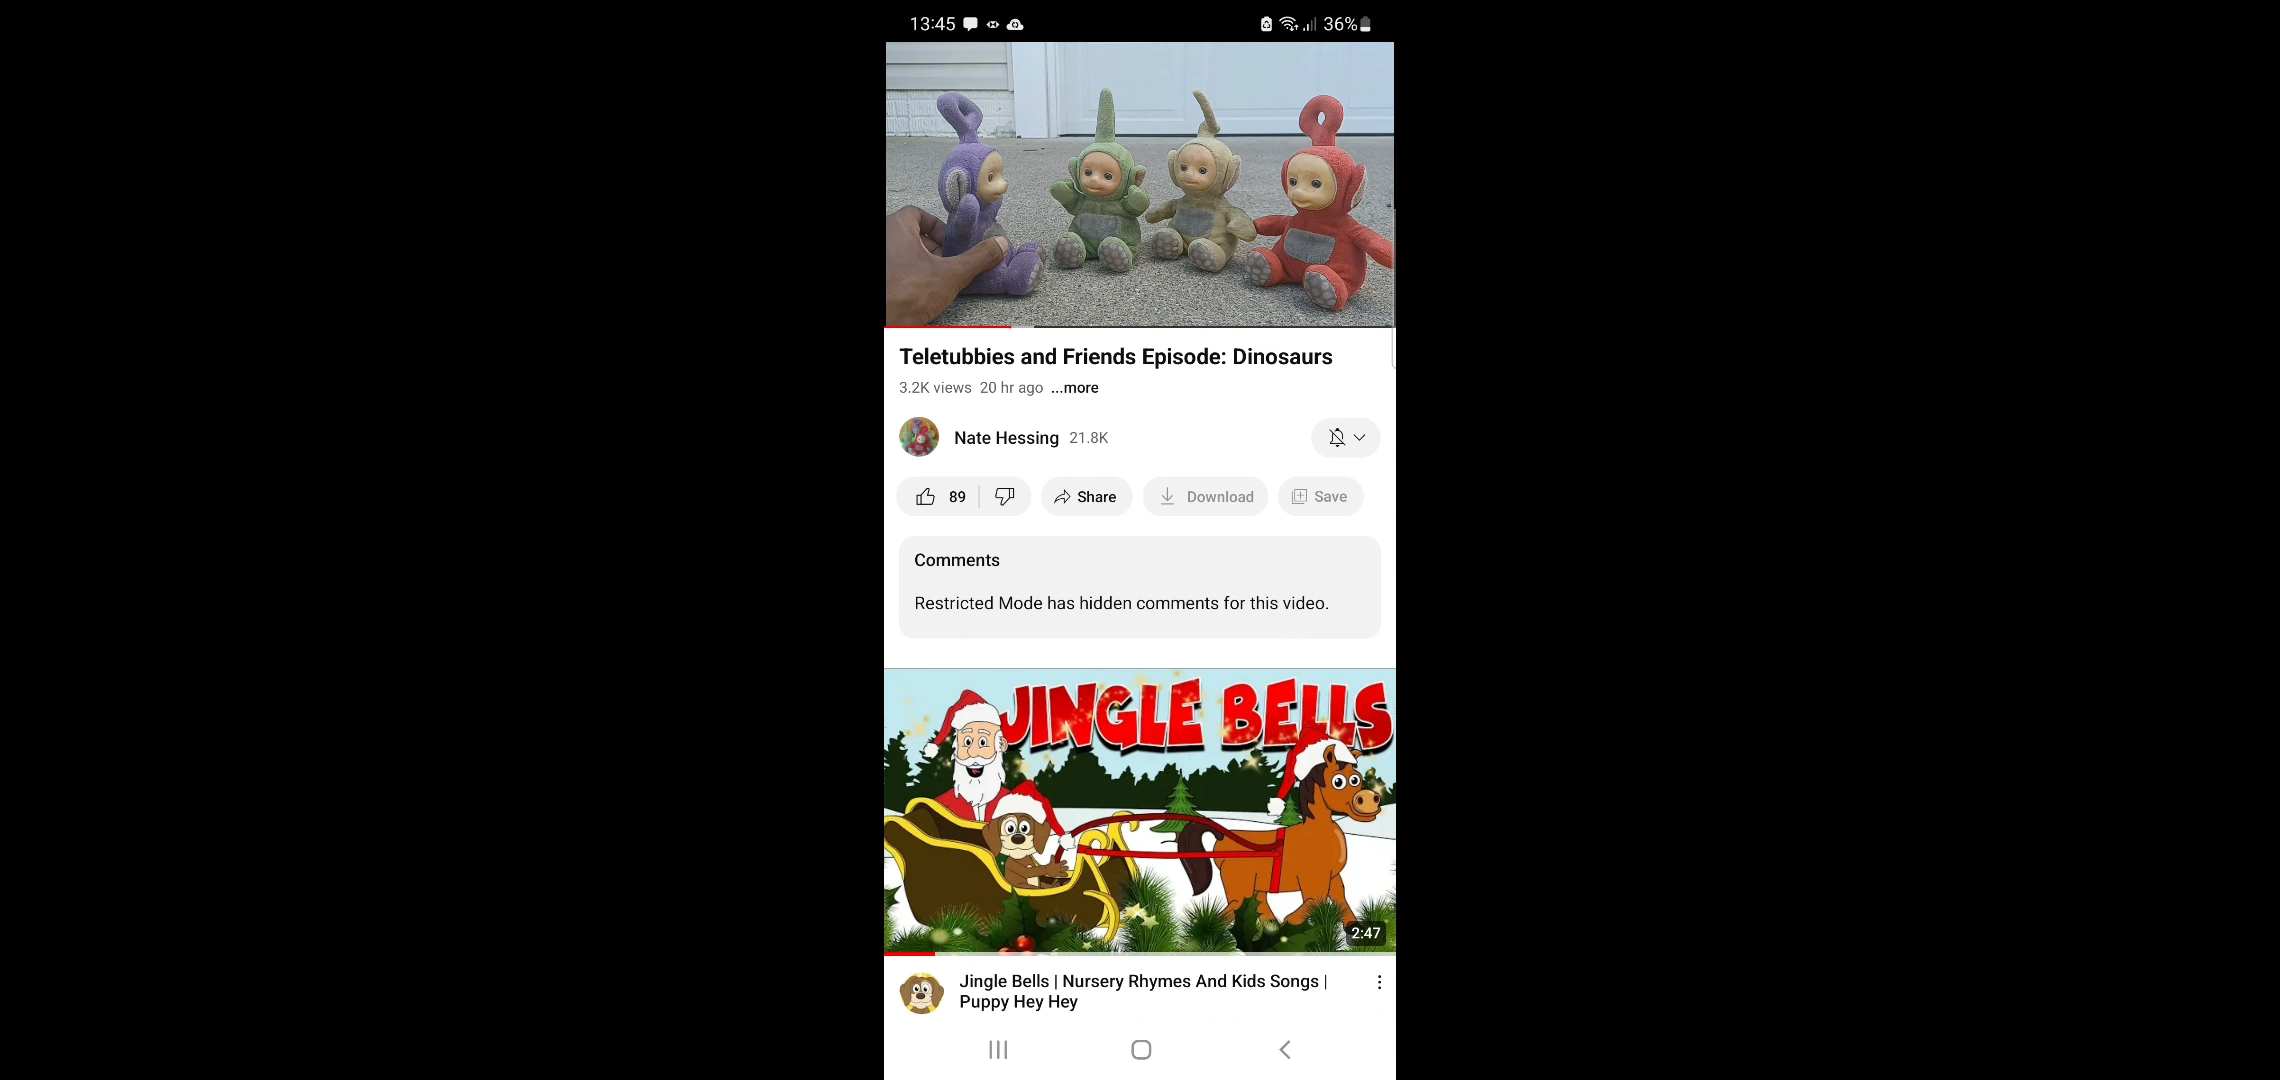 13:45
36%
Teletubbies and Friends Episode: Dinosaurs
3.2K views 20 hr ago ...more
Nate Hessing 21.8K
89
Share
Download
Save
Comments
Restricted Mode has hidden comments for this video.
JINGLE BELLS
2:47
Jingle Bells | Nursery Rhymes And Kids Songs |
Puppy Hey Hey